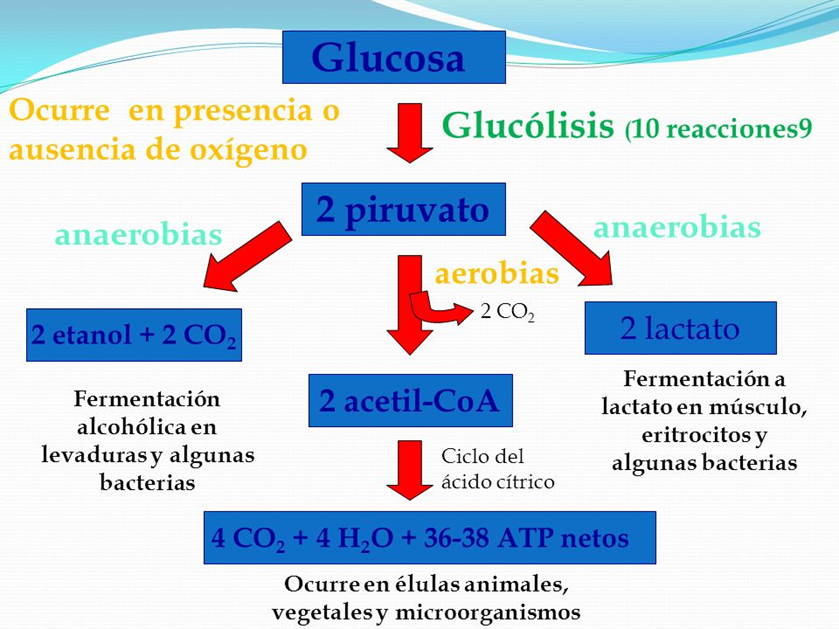 Glucosa
Ocurre en presencia o
ausencia de oxígeno
Glucólisis (10 reacciones9
2 piruvato
anaerobias
anaerobias
aerobias
2 CO₂
2 etanol + 2 CO₂
2 lactato
Fermentación
alcohólica en
levaduras y algunas
bacterias
2 acetil-CoA
Fermentación a
lactato en músculo,
eritrocitos y
algunas bacterias
Ciclo del
ácido cítrico
4 CO₂ + 4 H₂O + 36-38 ATP netos
Ocurre en élulas animales,
vegetales y microorganismos